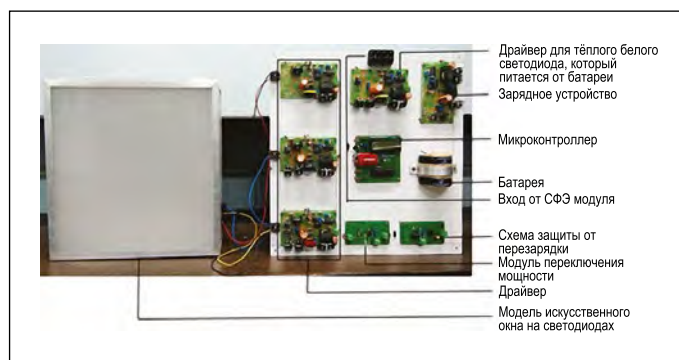 Драйвер для тёплого белого
светодиода, который
питается от батареи
Зарядное устройство
Микроконтроллер
Батарея
Вход от СФЭ модуля
Схема защиты от
перезарядки
Модуль переключения
мощности
Драйвер
Модель искусственного
окна на светодиодах